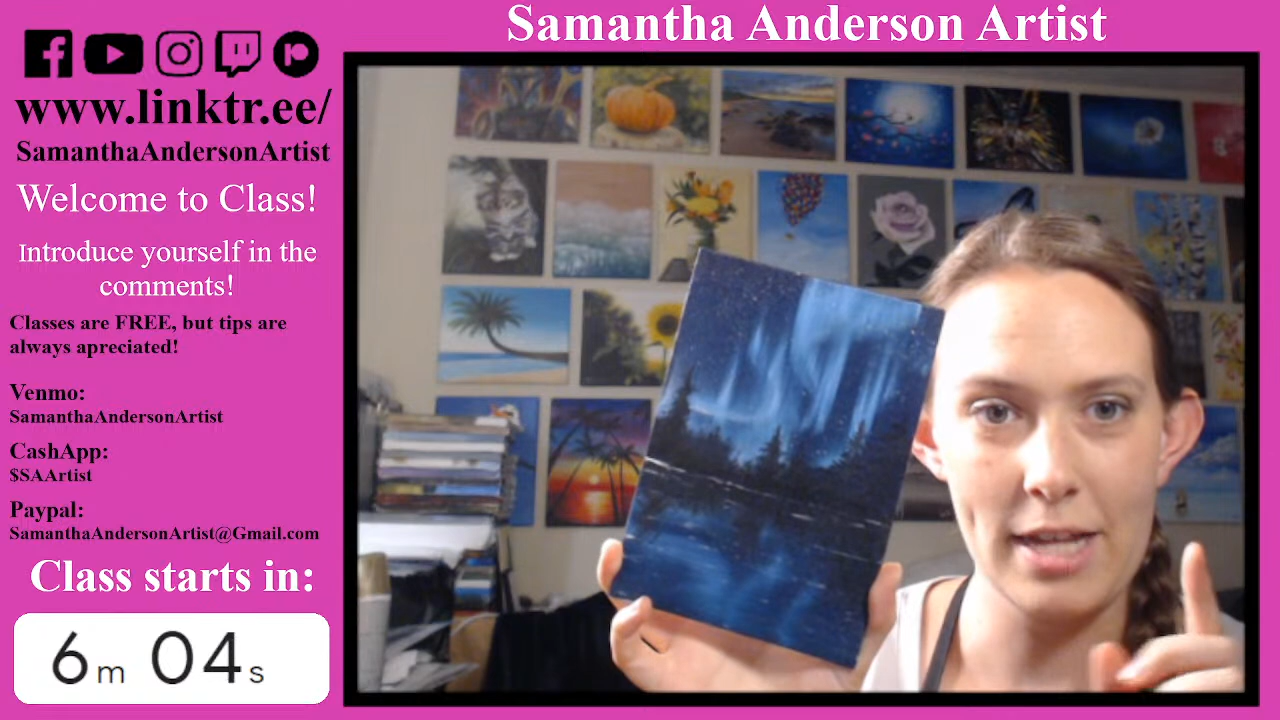 Samantha Anderson Artist
www.linktr.ee/
SamanthaAndersonArtist
Welcome to Class!
Introduce yourself in the
comments!
Classes are FREE, but tips are
always apreciated!
Venmo:
SamanthaAndersonArtist
CashApp:
$SAArtist
Paypal:
SamanthaAndersonArtist@Gmail.com
Class starts in:
6m 04s